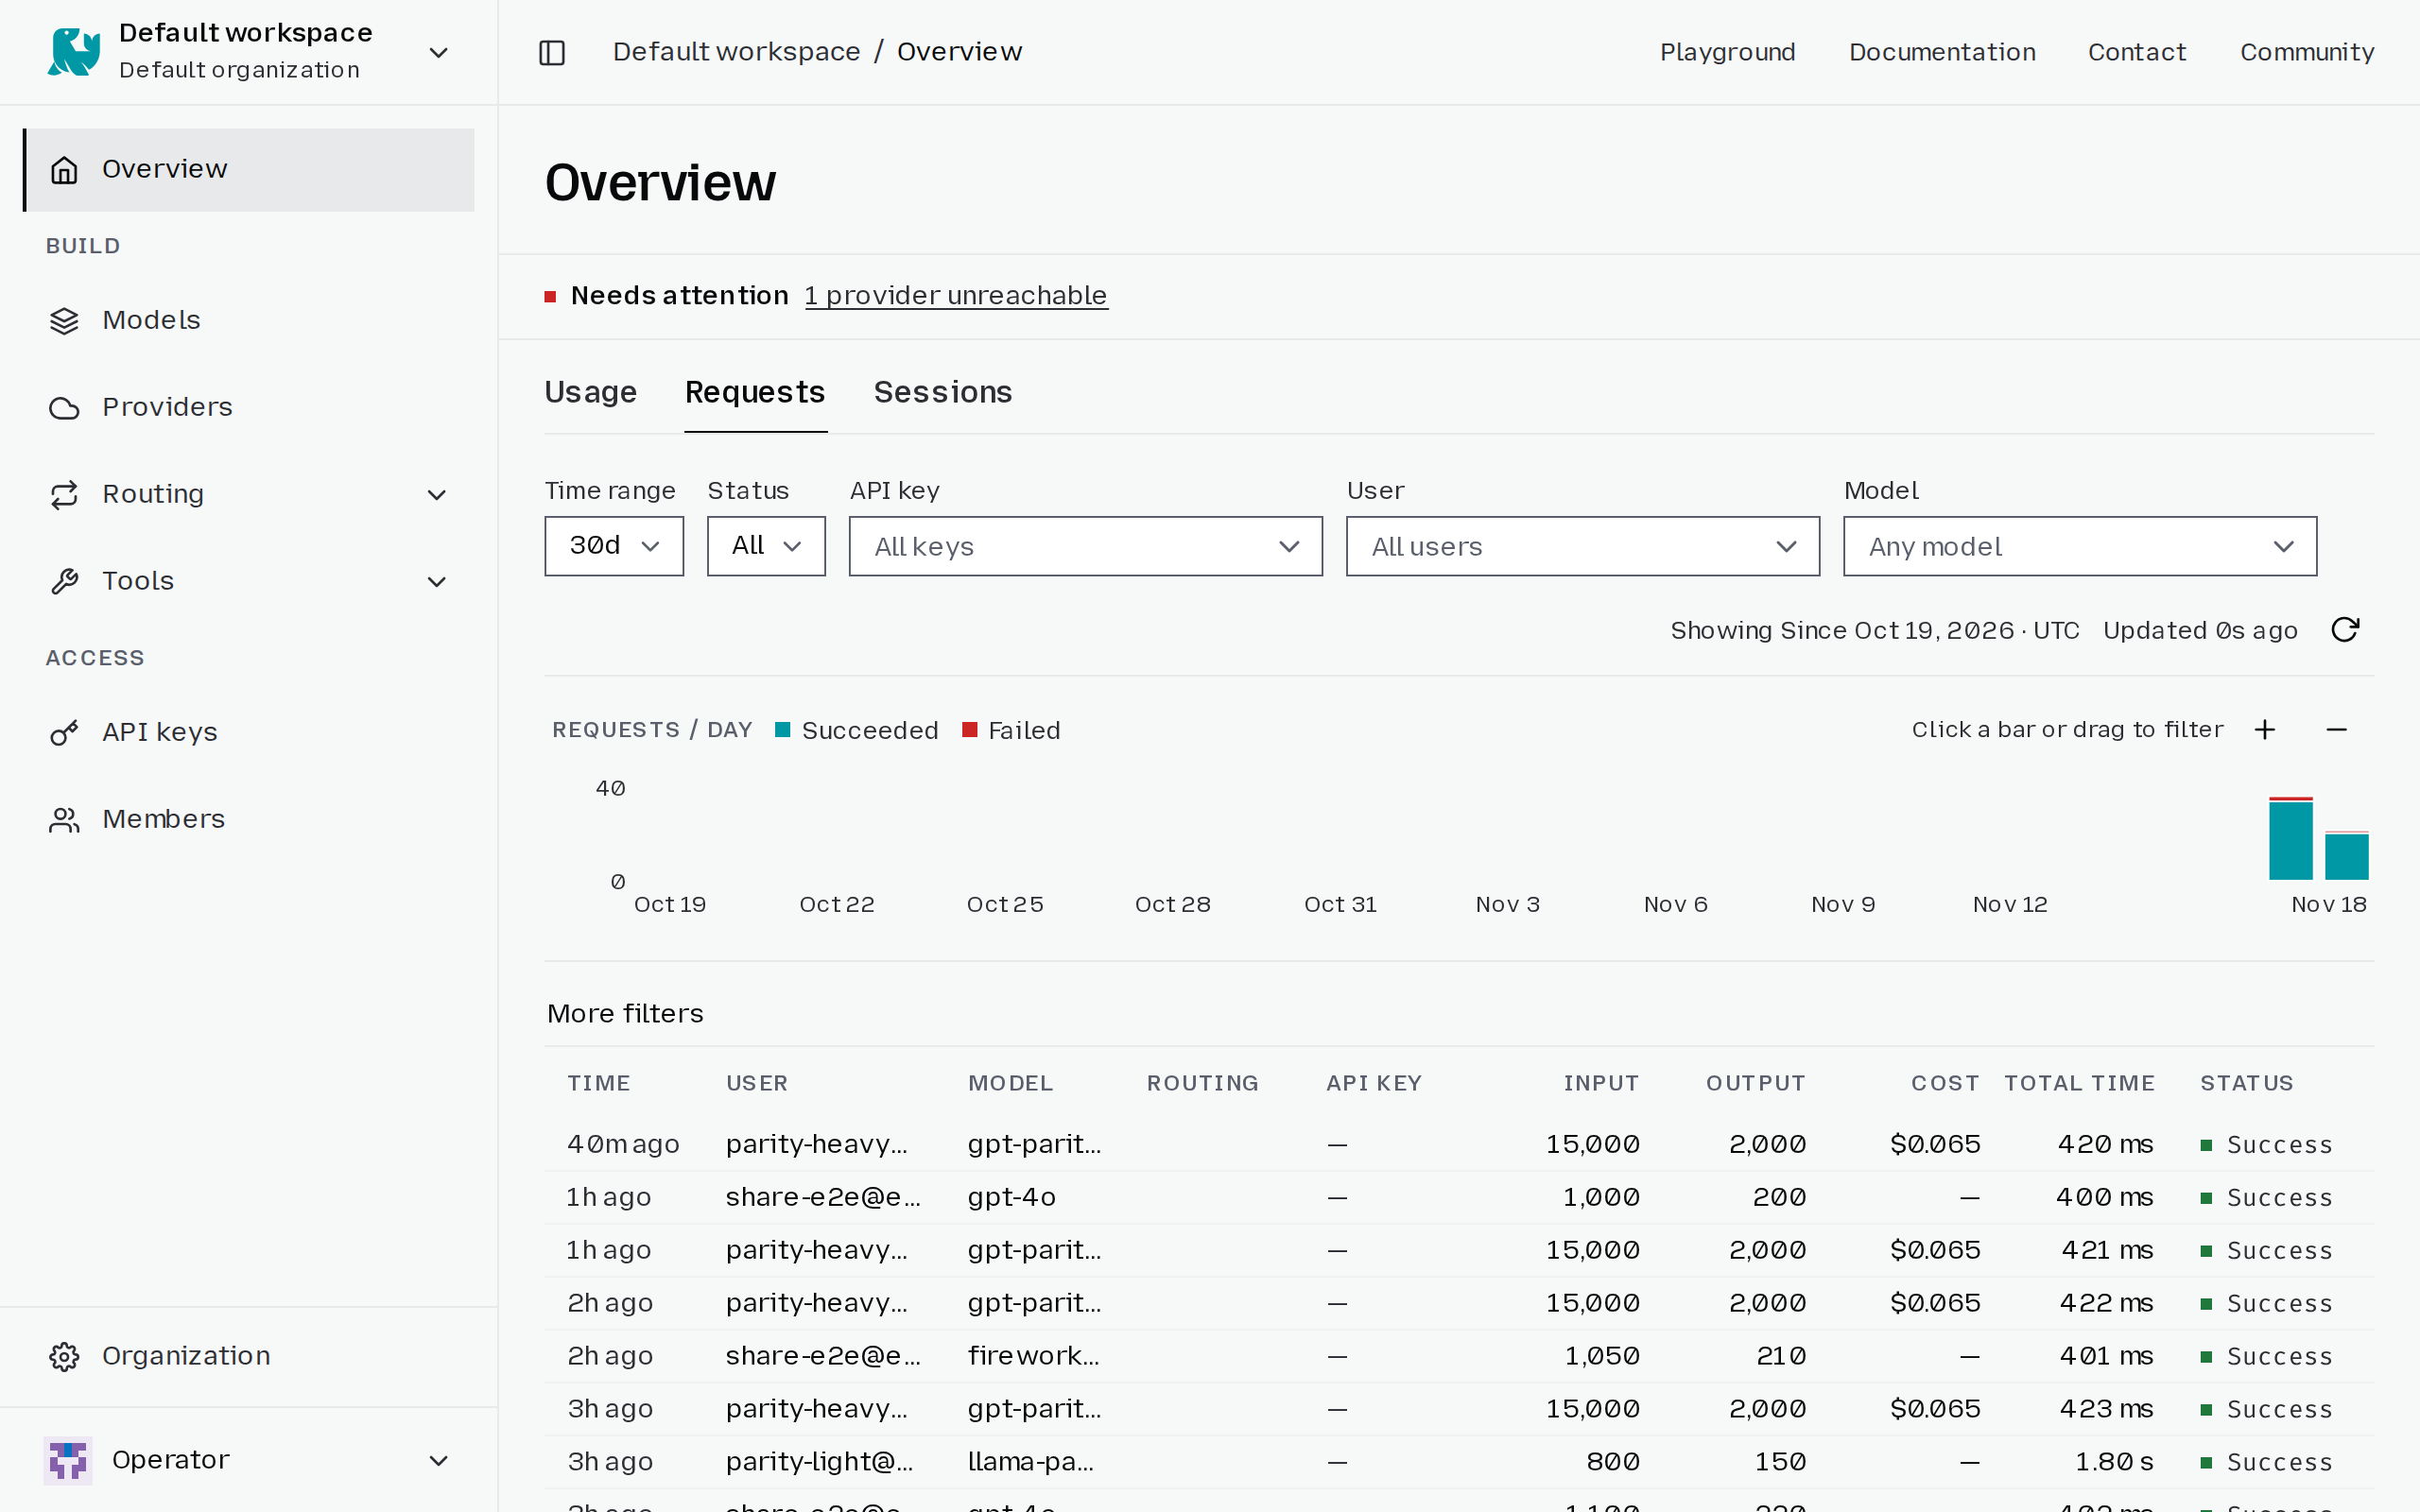 Default workspace
Default organization
Default workspace / Overview
Playground
Documentation
Contact
Community
Overview
BUILD
Models
Providers
Routing
Tools
ACCESS
API keys
Members
Organization
Operator
Overview
Needs attention 1 provider unreachable
Usage Requests Sessions
Time range Status API key User Model
30d All All keys All users Any model
Showing Since Oct 19, 2026 · UTC Updated 0s ago
REQUESTS / DAY Succeeded Failed Click a bar or drag to filter
40
0
Oct 19 Oct 22 Oct 25 Oct 28 Oct 31 Nov 3 Nov 6 Nov 9 Nov 12 Nov 18
More filters
TIME USER MODEL ROUTING API KEY INPUT OUTPUT COST TOTAL TIME STATUS
40m ago parity-heavy... gpt-parit... — 15,000 2,000 $0.065 420 ms Success
1h ago share-e2e@e... gpt-4o — 1,000 200 — 400 ms Success
1h ago parity-heavy... gpt-parit... — 15,000 2,000 $0.065 421 ms Success
2h ago parity-heavy... gpt-parit... — 15,000 2,000 $0.065 422 ms Success
2h ago share-e2e@e... firework... — 1,050 210 — 401 ms Success
3h ago parity-heavy... gpt-parit... — 15,000 2,000 $0.065 423 ms Success
3h ago parity-light@... llama-pa... — 800 150 — 1.80 s Success